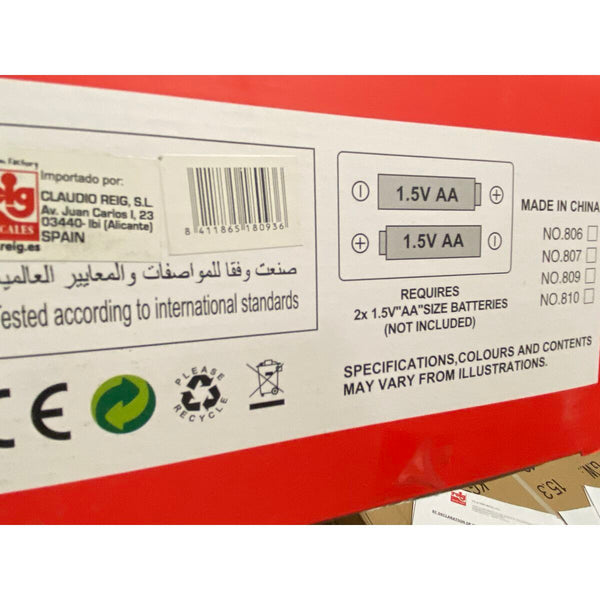 Factory
Importado por:
CLAUDIO REIG, S.L.
Av. Juan Carlos I, 23
03440- Ibi (Alicante)
SPAIN
reig.es
8 411865 180936
صنعت وفقا للمواصفات والمعايير العالمية
Tested according to international standards
CE
PLEASE
RECYCLE
1.5V AA
1.5V AA
REQUIRES
2x 1.5V"AA"SIZE BATTERIES
(NOT INCLUDED)
MADE IN CHINA
NO.806
NO.807
NO.809
NO.810
SPECIFICATIONS,COLOURS AND CONTENTS
MAY VARY FROM ILLUSTRATIONS.